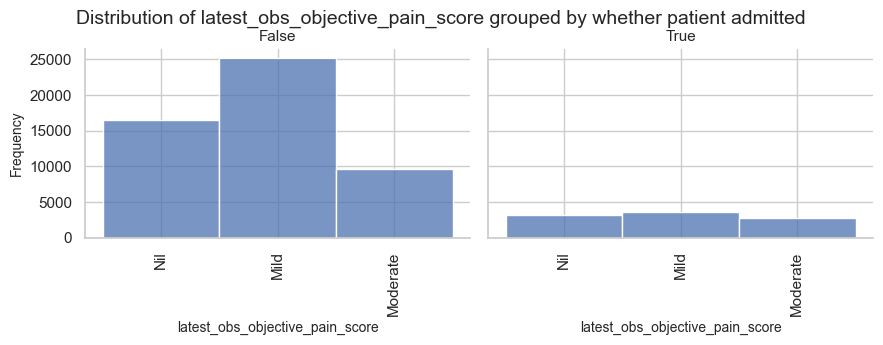 Distribution of latest_obs_objective_pain_score grouped by whether patient admitted
False
True
Frequency
25000
20000
15000
10000
5000
0
Nil
Mild
Moderate
Nil
Mild
Moderate
latest_obs_objective_pain_score
latest_obs_objective_pain_score